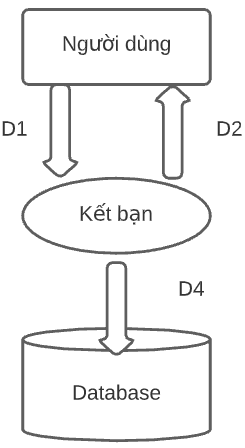 Người dùng
D1
D2
Kết bạn
D4
Database